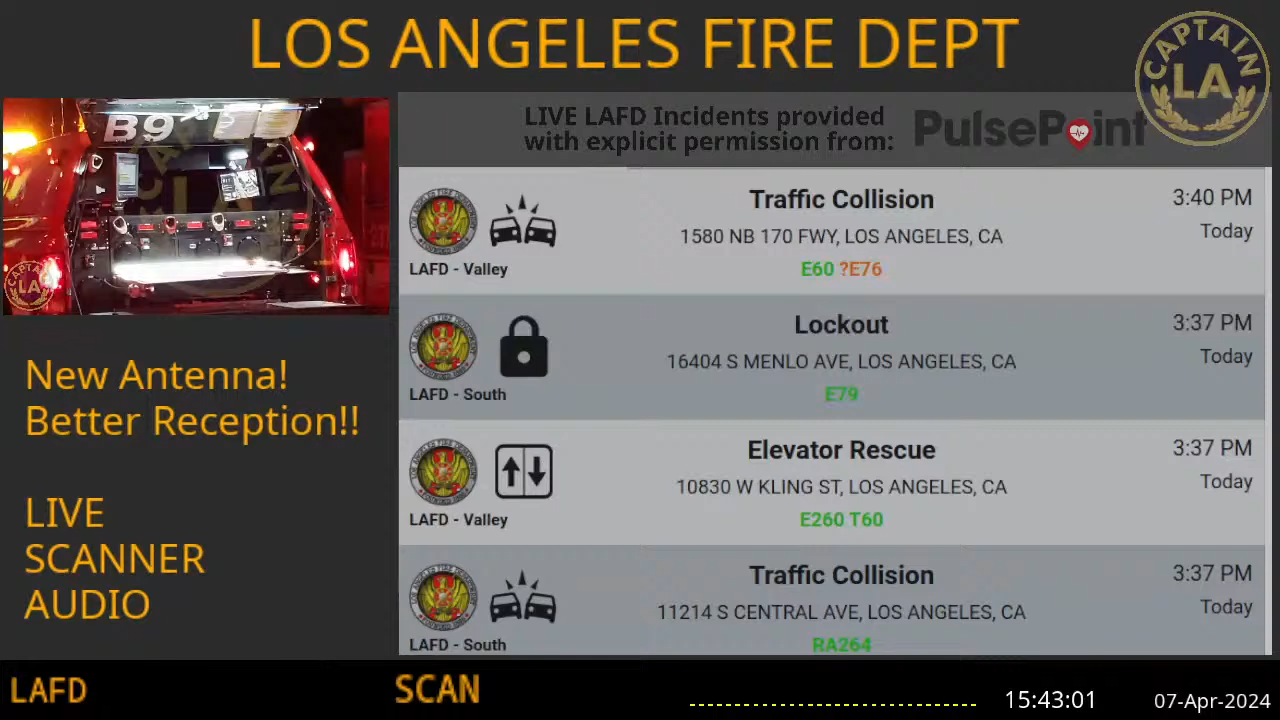 LOS ANGELES FIRE DEPT
CAPTAIN
LA
B9
LIVE LAFD Incidents provided
with explicit permission from:
PulsePoint
Traffic Collision
3:40 PM
1580 NB 170 FWY, LOS ANGELES, CA
Today
LAFD - Valley
E60 ?E76
Lockout
3:37 PM
16404 S MENLO AVE, LOS ANGELES, CA
Today
LAFD - South
E79
Elevator Rescue
3:37 PM
10830 W KLING ST, LOS ANGELES, CA
Today
LAFD - Valley
E260 T60
Traffic Collision
3:37 PM
11214 S CENTRAL AVE, LOS ANGELES, CA
Today
LAFD - South
RA264
New Antenna!
Better Reception!!
LIVE
SCANNER
AUDIO
LAFD
SCAN
15:43:01
07-Apr-2024